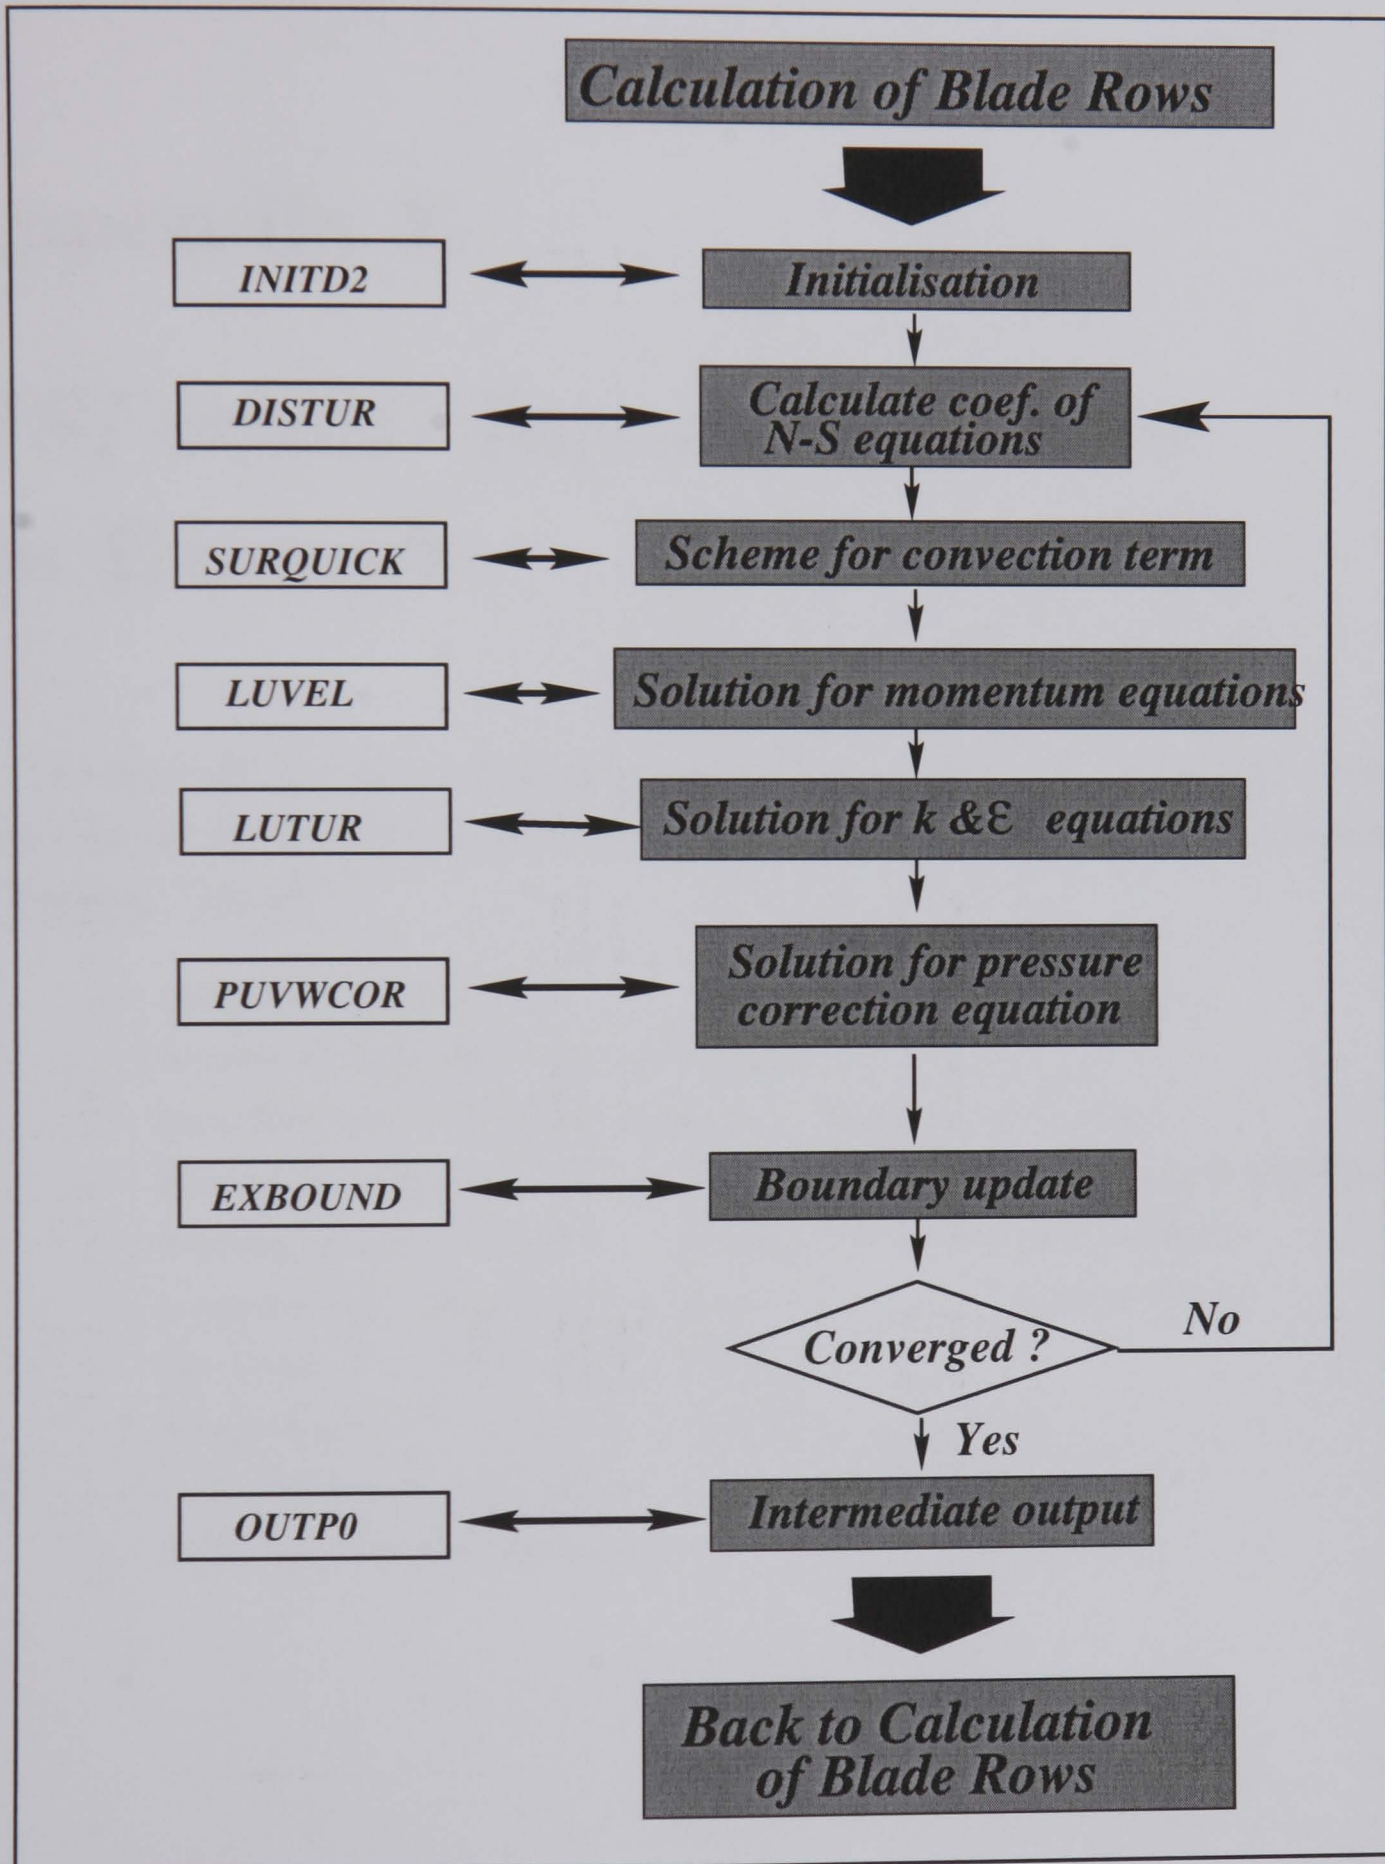 Calculation of Blade Rows
INITD2
Initialisation
DISTUR
Calculate coef. of
N-S equations
SURQUICK
Scheme for convection term
LUVEL
Solution for momentum equations
LUTUR
Solution for k &ε equations
PUVWCOR
Solution for pressure
correction equation
EXBOUND
Boundary update
Converged ?
No
Yes
OUTP0
Intermediate output
Back to Calculation
of Blade Rows